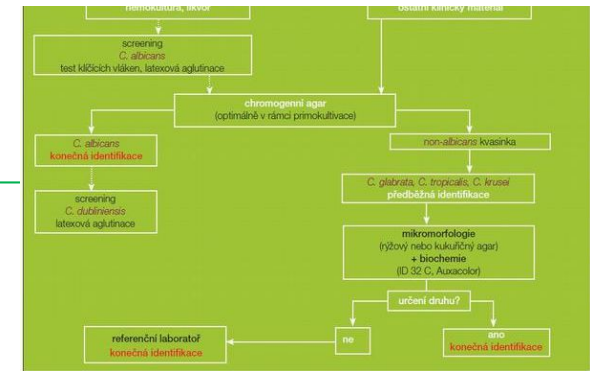 hemokultura, likvor
ostatní klinický materiál
screening
C. albicans
test klíčících vláken, latexová aglutinace
chromogenní agar
(optimálně v rámci primokultivace)
C. albicans
konečná identifikace
non-albicans kvasinka
screening
C. dubliniensis
latexová aglutinace
C. glabrata, C. tropicalis, C. krusei
předběžná identifikace
mikromorfologie
(rýžový nebo kukuřičný agar)
+ biochemie
(ID 32 C, Auxacolor)
určení druhu?
referenční laboratoř
konečná identifikace
ne
ano
konečná identifikace